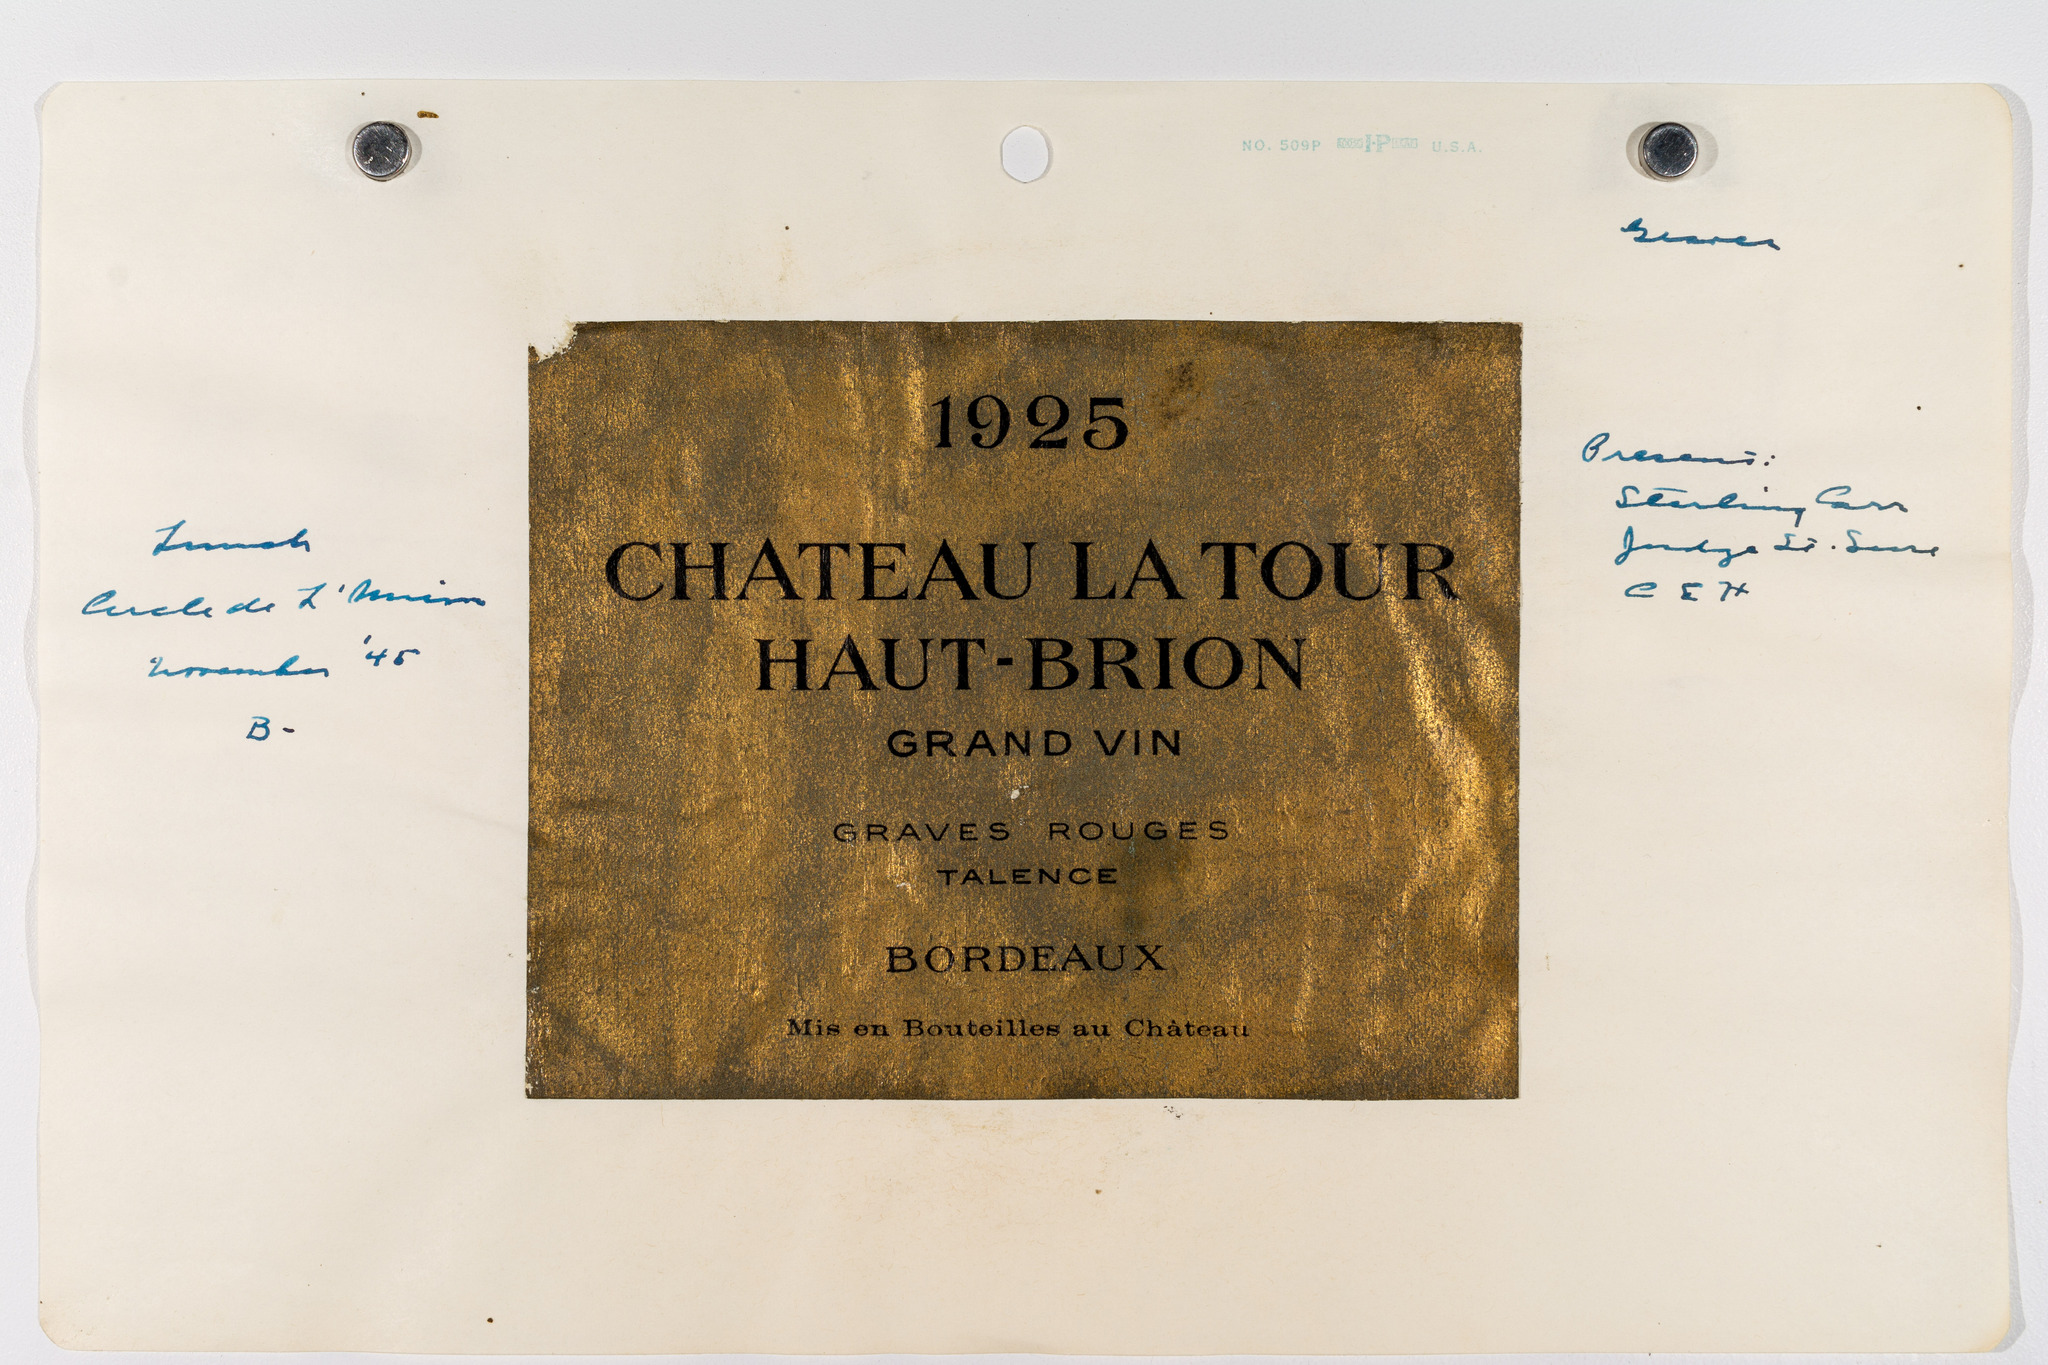 NO. 509P I-P U.S.A.
Graves
Lunch
Cercle de L'Union
November '45
B-
1925
CHATEAU LA TOUR
HAUT-BRION
GRAND VIN
GRAVES ROUGES
TALENCE
BORDEAUX
Mis en Bouteilles au Château
Present:
Sterling Carr
Judge St. Sure
C E H